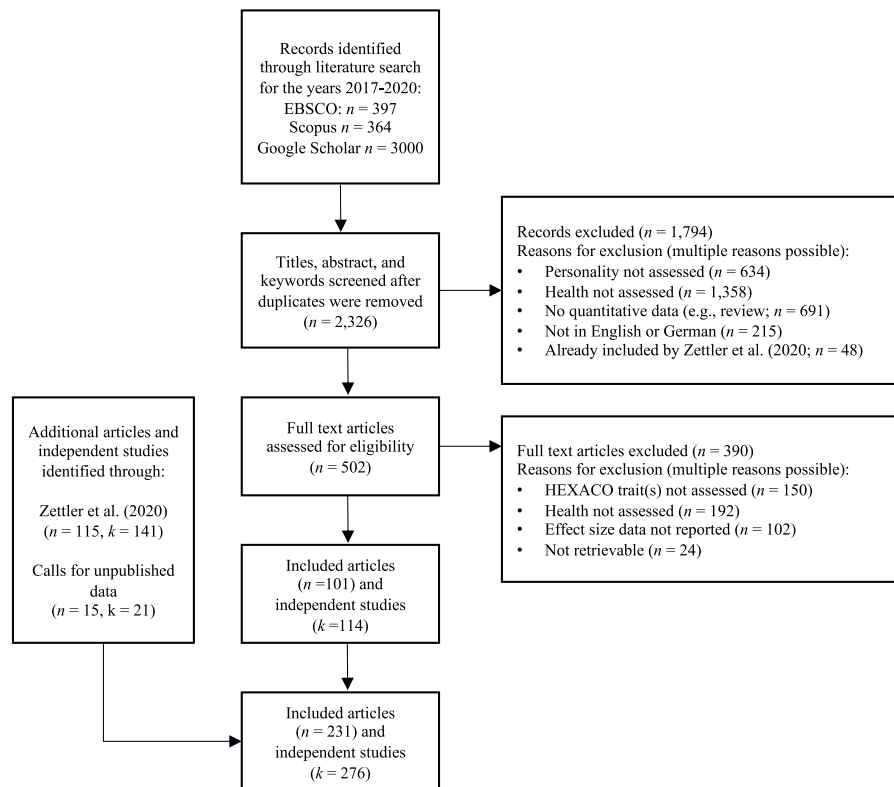 Records identified
through literature search
for the years 2017-2020:
EBSCO: n = 397
Scopus n = 364
Google Scholar n = 3000
Titles, abstract, and
keywords screened after
duplicates were removed
(n = 2,326)
Records excluded (n = 1,794)
Reasons for exclusion (multiple reasons possible):
• Personality not assessed (n = 634)
• Health not assessed (n = 1,358)
• No quantitative data (e.g., review; n = 691)
• Not in English or German (n = 215)
• Already included by Zettler et al. (2020; n = 48)
Full text articles
assessed for eligibility
(n = 502)
Full text articles excluded (n = 390)
Reasons for exclusion (multiple reasons possible):
• HEXACO trait(s) not assessed (n = 150)
• Health not assessed (n = 192)
• Effect size data not reported (n = 102)
• Not retrievable (n = 24)
Additional articles and
independent studies
identified through:
Zettler et al. (2020)
(n = 115, k = 141)
Calls for unpublished
data
(n = 15, k = 21)
Included articles
(n =101) and
independent studies
(k =114)
Included articles
(n = 231) and
independent studies
(k = 276)